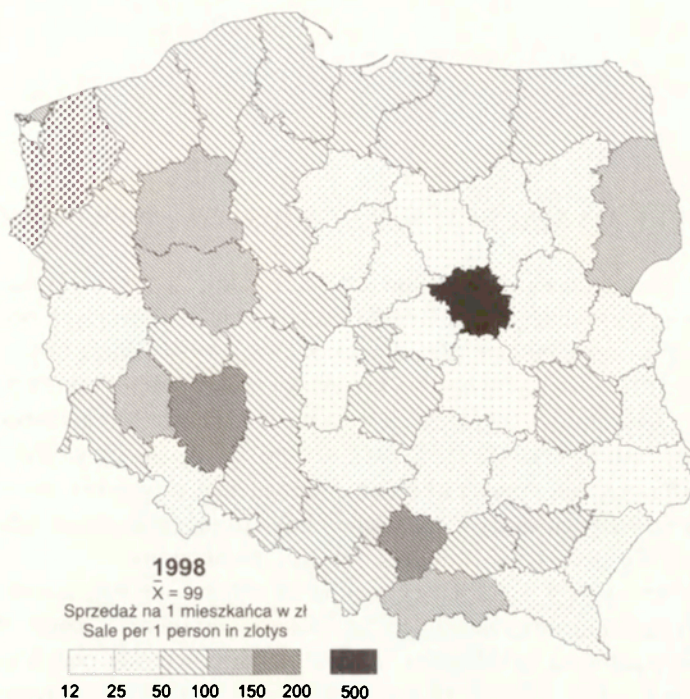 1998
X̄ = 99
Sprzedaż na 1 mieszkańca w zł
Sale per 1 person in zlotys
12 25 50 100 150 200 500